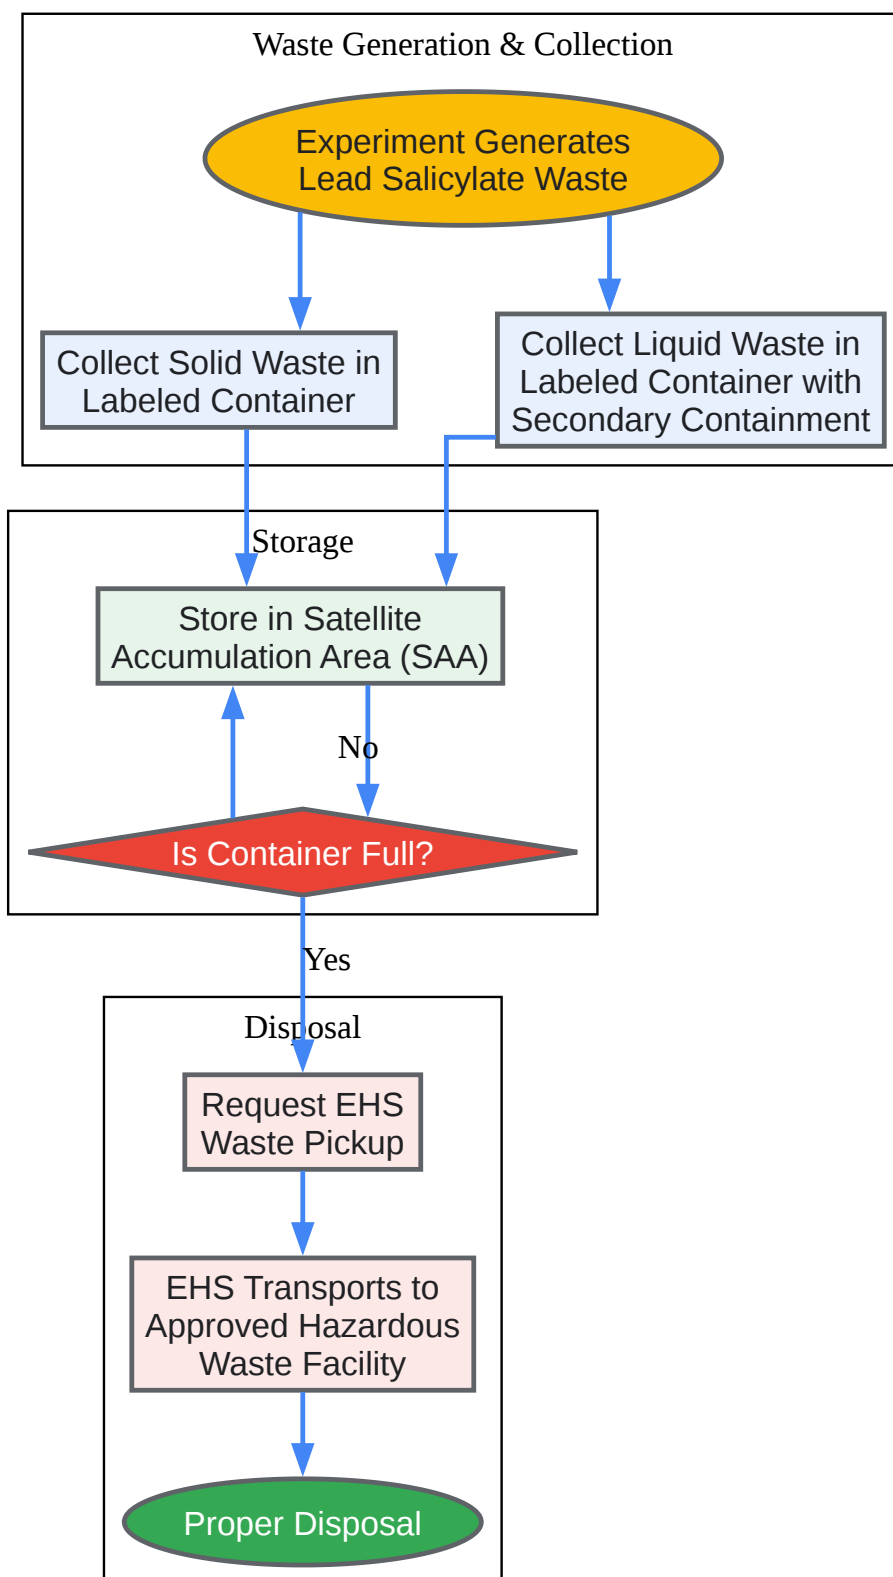 Waste Generation & Collection
Experiment Generates
Lead Salicylate Waste
Collect Solid Waste in
Labeled Container
Collect Liquid Waste in
Labeled Container with
Secondary Containment
Storage
Store in Satellite
Accumulation Area (SAA)
No
Is Container Full?
Yes
Disposal
Request EHS
Waste Pickup
EHS Transports to
Approved Hazardous
Waste Facility
Proper Disposal